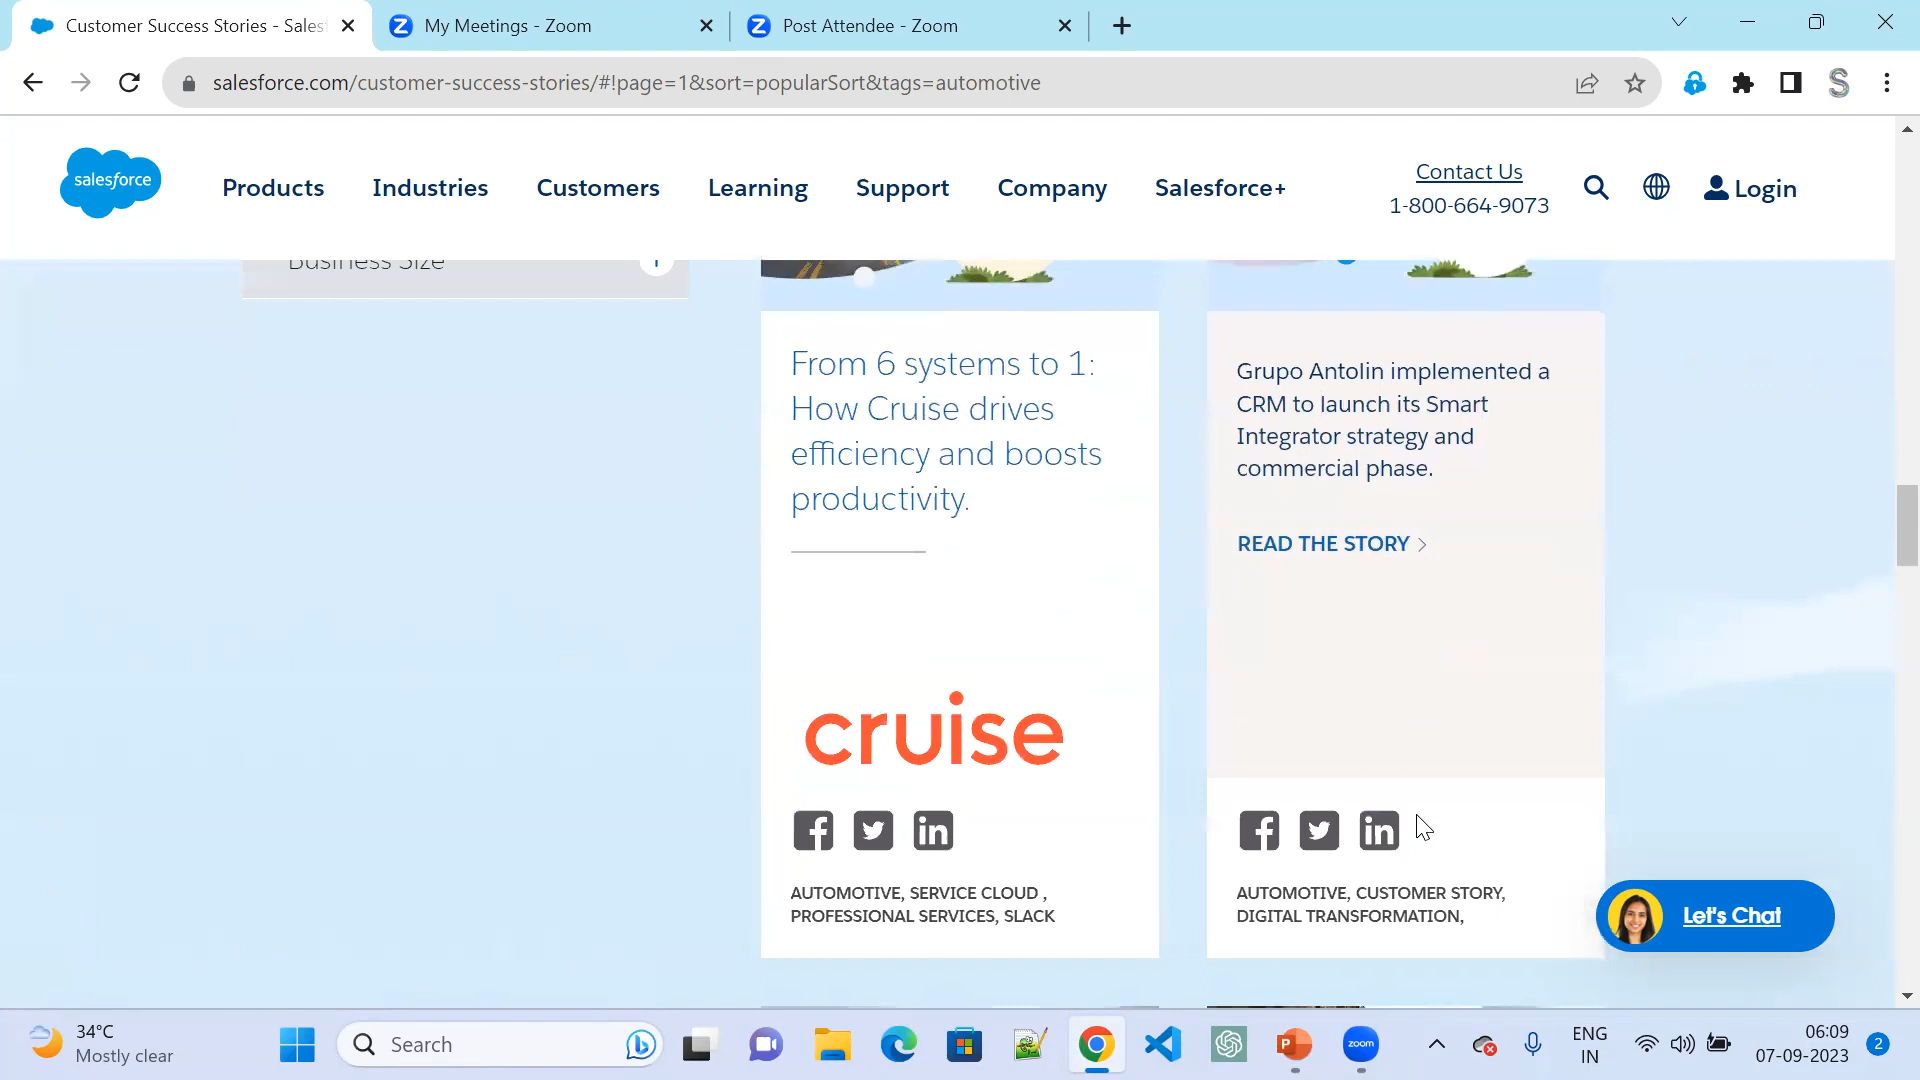 Customer Success Stories - Sales
My Meetings - Zoom
Post Attendee - Zoom
salesforce.com/customer-success-stories/#!page=1&sort=popularSort&tags=automotive
salesforce
Products
Industries
Customers
Learning
Support
Company
Salesforce+
Contact Us
1-800-664-9073
Login
Business Size
From 6 systems to 1:
How Cruise drives
efficiency and boosts
productivity.
cruise
AUTOMOTIVE, SERVICE CLOUD ,
PROFESSIONAL SERVICES, SLACK
Grupo Antolin implemented a
CRM to launch its Smart
Integrator strategy and
commercial phase.
READ THE STORY
AUTOMOTIVE, CUSTOMER STORY,
DIGITAL TRANSFORMATION,
Let's Chat
34°C
Mostly clear
Search
zoom
ENG
IN
06:09
07-09-2023
2